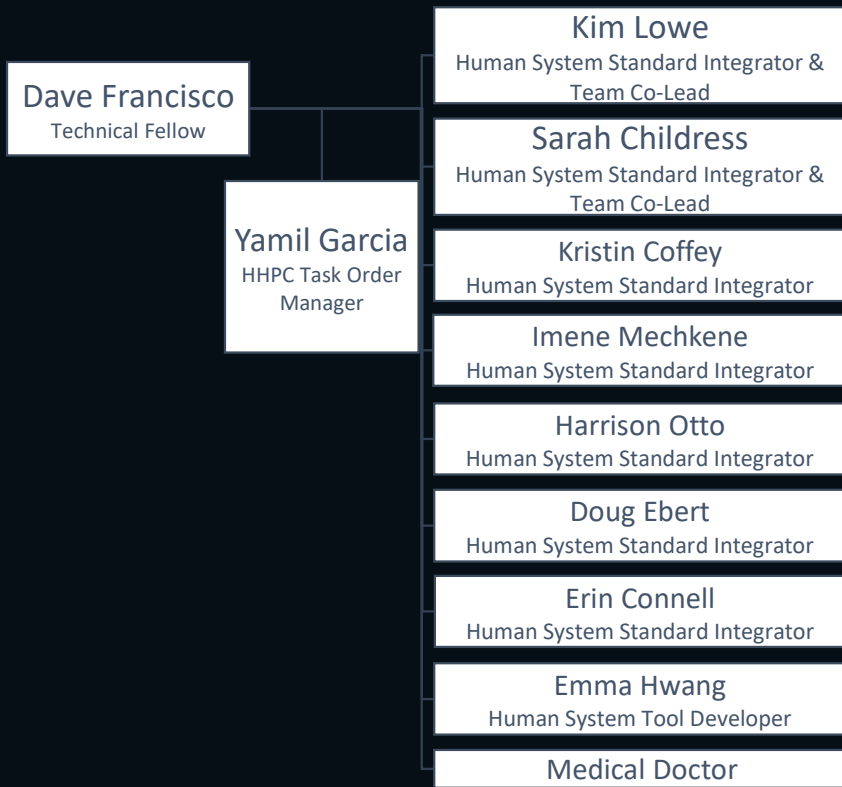 Dave Francisco
Technical Fellow
Yamil Garcia
HHPC Task Order
Manager
Kim Lowe
Human System Standard Integrator &
Team Co-Lead
Sarah Childress
Human System Standard Integrator &
Team Co-Lead
Kristin Coffey
Human System Standard Integrator
Imene Mechkene
Human System Standard Integrator
Harrison Otto
Human System Standard Integrator
Doug Ebert
Human System Standard Integrator
Erin Connell
Human System Standard Integrator
Emma Hwang
Human System Tool Developer
Medical Doctor